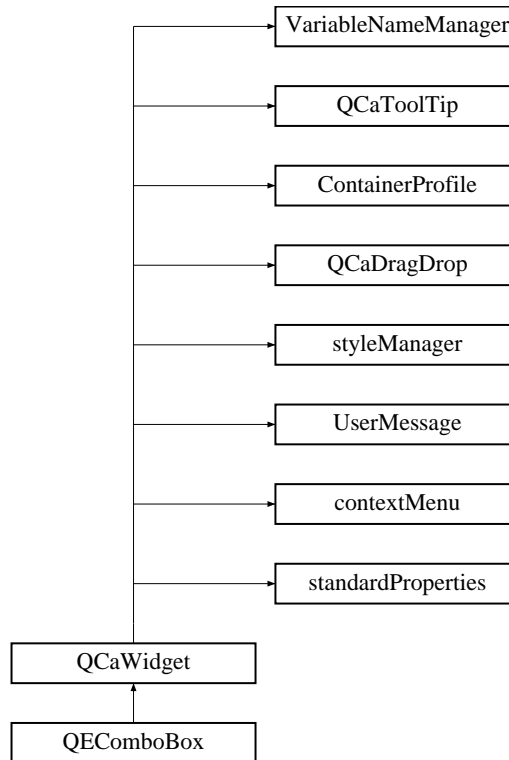 VariableNameManager
QCaToolTip
ContainerProfile
QCaDragDrop
styleManager
UserMessage
contextMenu
standardProperties
QCaWidget
QEComboBox